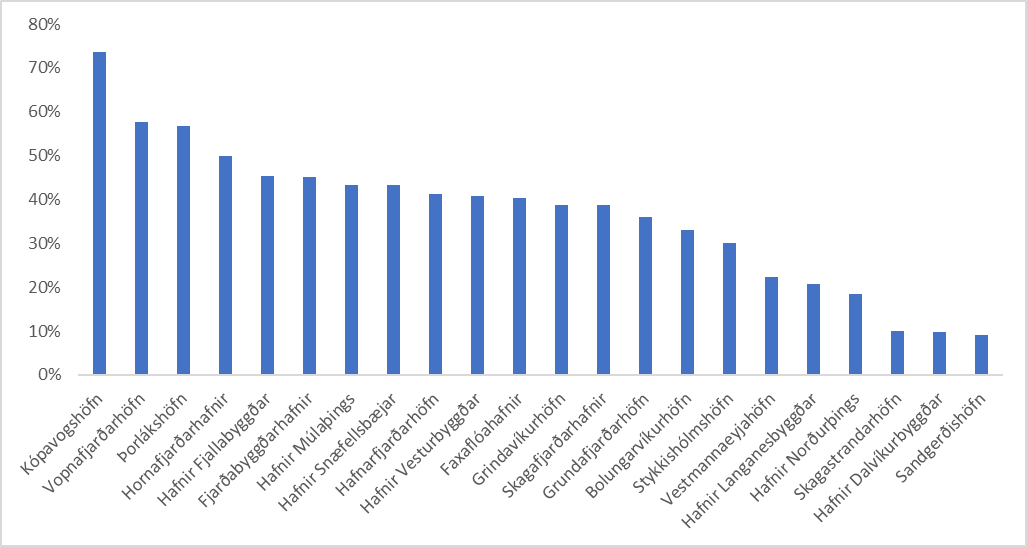 80%
70%
60%
50%
40%
30%
20%
10%
0%
Kópavogshöfn
Vopnafjarðarhöfn
Þorlákshöfn
Hornafjarðarhafnir
Hafnir Fjallabyggðar
Fjarðabyggðarhafnir
Hafnir Múlaþings
Hafnir Snæfellsbæjar
Hafnarfjarðarhöfn
Hafnir Vesturbyggðar
Faxaflóahafnir
Grindavíkurhöfn
Skagafjarðarhafnir
Grundafjarðarhöfn
Bolungarvíkurhöfn
Stykkishólmshöfn
Vestmannaeyjahöfn
Hafnir Langanesbyggðar
Hafnir Norðurþings
Skagastrandarhöfn
Hafnir Dalvíkurbyggðar
Sandgerðishöfn